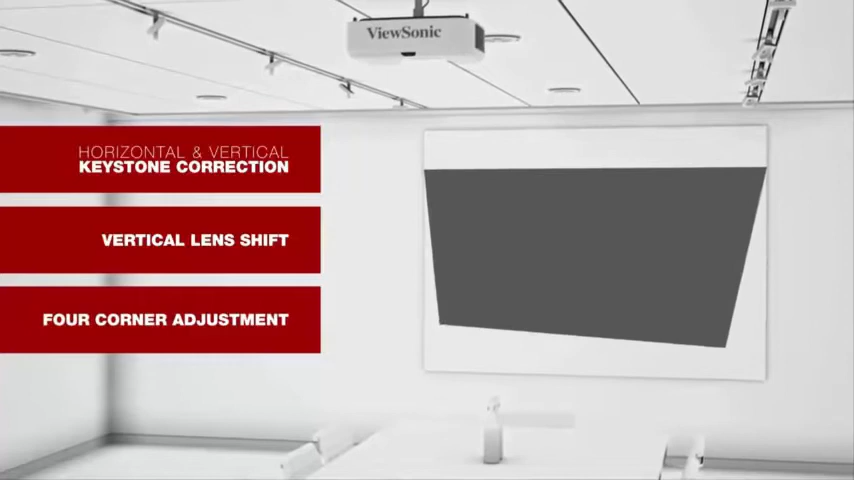 ViewSonic
HORIZONTAL & VERTICAL
KEYSTONE CORRECTION
VERTICAL LENS SHIFT
FOUR CORNER ADJUSTMENT